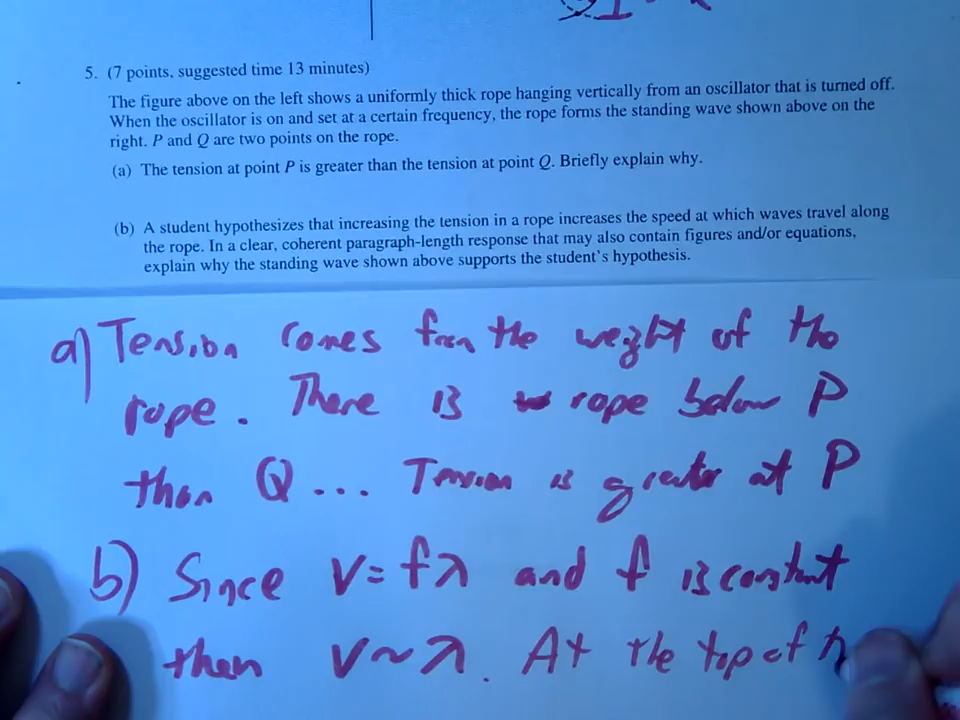 5. (7 points, suggested time 13 minutes)
The figure above on the left shows a uniformly thick rope hanging vertically from an oscillator that is turned off.
When the oscillator is on and set at a certain frequency, the rope forms the standing wave shown above on the
right. P and Q are two points on the rope.
(a) The tension at point P is greater than the tension at point Q. Briefly explain why.
(b) A student hypothesizes that increasing the tension in a rope increases the speed at which waves travel along
the rope. In a clear, coherent paragraph-length response that may also contain figures and/or equations,
explain why the standing wave shown above supports the student's hypothesis.
a) Tension comes from the weight of the
rope. There is rope below P
than Q ... Tension is greater at P
b) Since v=fλ and f is constant
then v~λ. At the top of